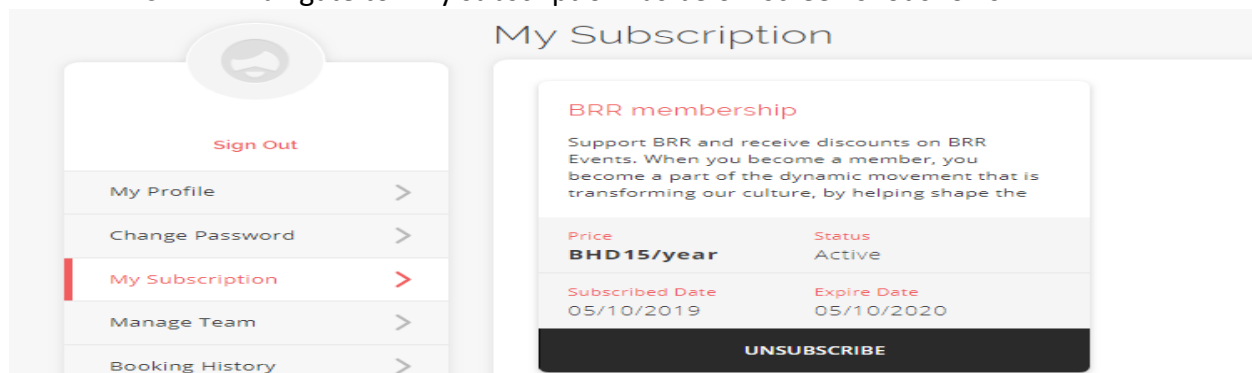 My Subscription
Sign Out
My Profile
Change Password
My Subscription
Manage Team
Booking History
BRR membership
Support BRR and receive discounts on BRR
Events. When you become a member, you
become a part of the dynamic movement that is
transforming our culture, by helping shape the
Price Status
BHD15/year Active
Subscribed Date Expire Date
05/10/2019 05/10/2020
UNSUBSCRIBE